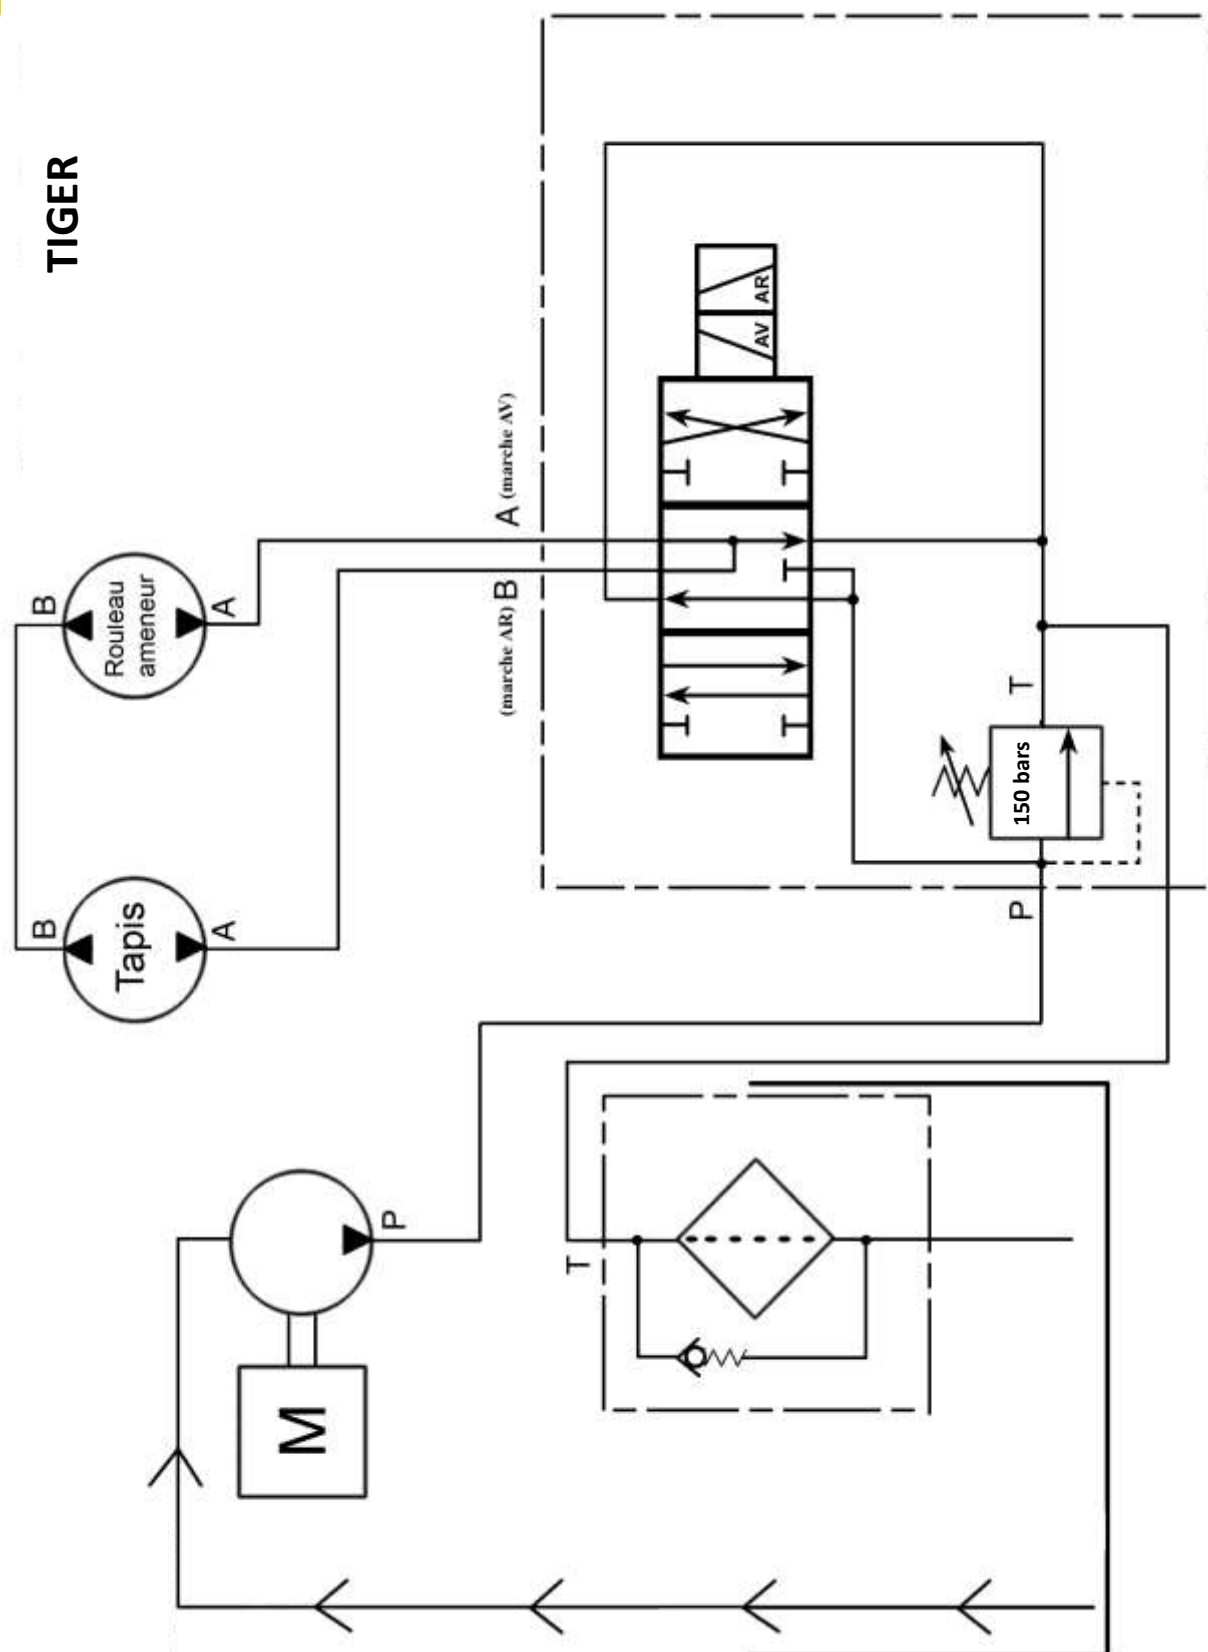 TIGER
B
Rouleau
ameneur
A
B
Tapis
A
A (marche AV)
(marche AR) B
AV
AR
T
150 bars
P
P
T
M